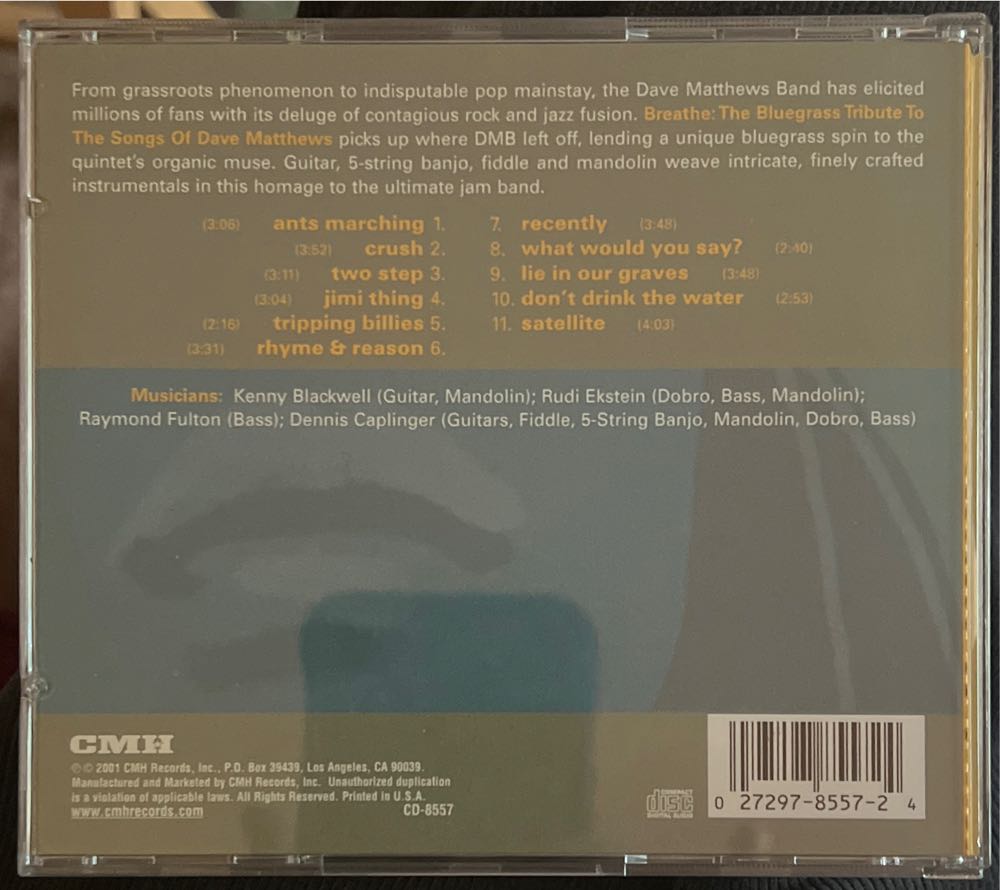 From grassroots phenomenon to indisputable pop mainstay, the Dave Matthews Band has elicited
millions of fans with its deluge of contagious rock and jazz fusion. Breathe: The Bluegrass Tribute To
The Songs Of Dave Matthews picks up where DMB left off, lending a unique bluegrass spin to the
quintet's organic muse. Guitar, 5-string banjo, fiddle and mandolin weave intricate, finely crafted
instrumentals in this homage to the ultimate jam band.
(3:06) ants marching 1.
(3:52) crush 2.
(3:11) two step 3.
(3:04) jimi thing 4.
(2:16) tripping billies 5.
(3:31) rhyme & reason 6.
7. recently (3:48)
8. what would you say? (2:40)
9. lie in our graves (3:48)
10. don't drink the water (2:53)
11. satellite (4:03)
Musicians: Kenny Blackwell (Guitar, Mandolin); Rudi Ekstein (Dobro, Bass, Mandolin);
Raymond Fulton (Bass); Dennis Caplinger (Guitars, Fiddle, 5-String Banjo, Mandolin, Dobro, Bass)
CMH
℗ © 2001 CMH Records, Inc., P.O. Box 39439, Los Angeles, CA 90039.
Manufactured and Marketed by CMH Records, Inc. Unauthorized duplication
is a violation of applicable laws. All Rights Reserved. Printed in U.S.A.
www.cmhrecords.com CD-8557
COMPACT
disc
DIGITAL AUDIO
0 27297-8557-2 4